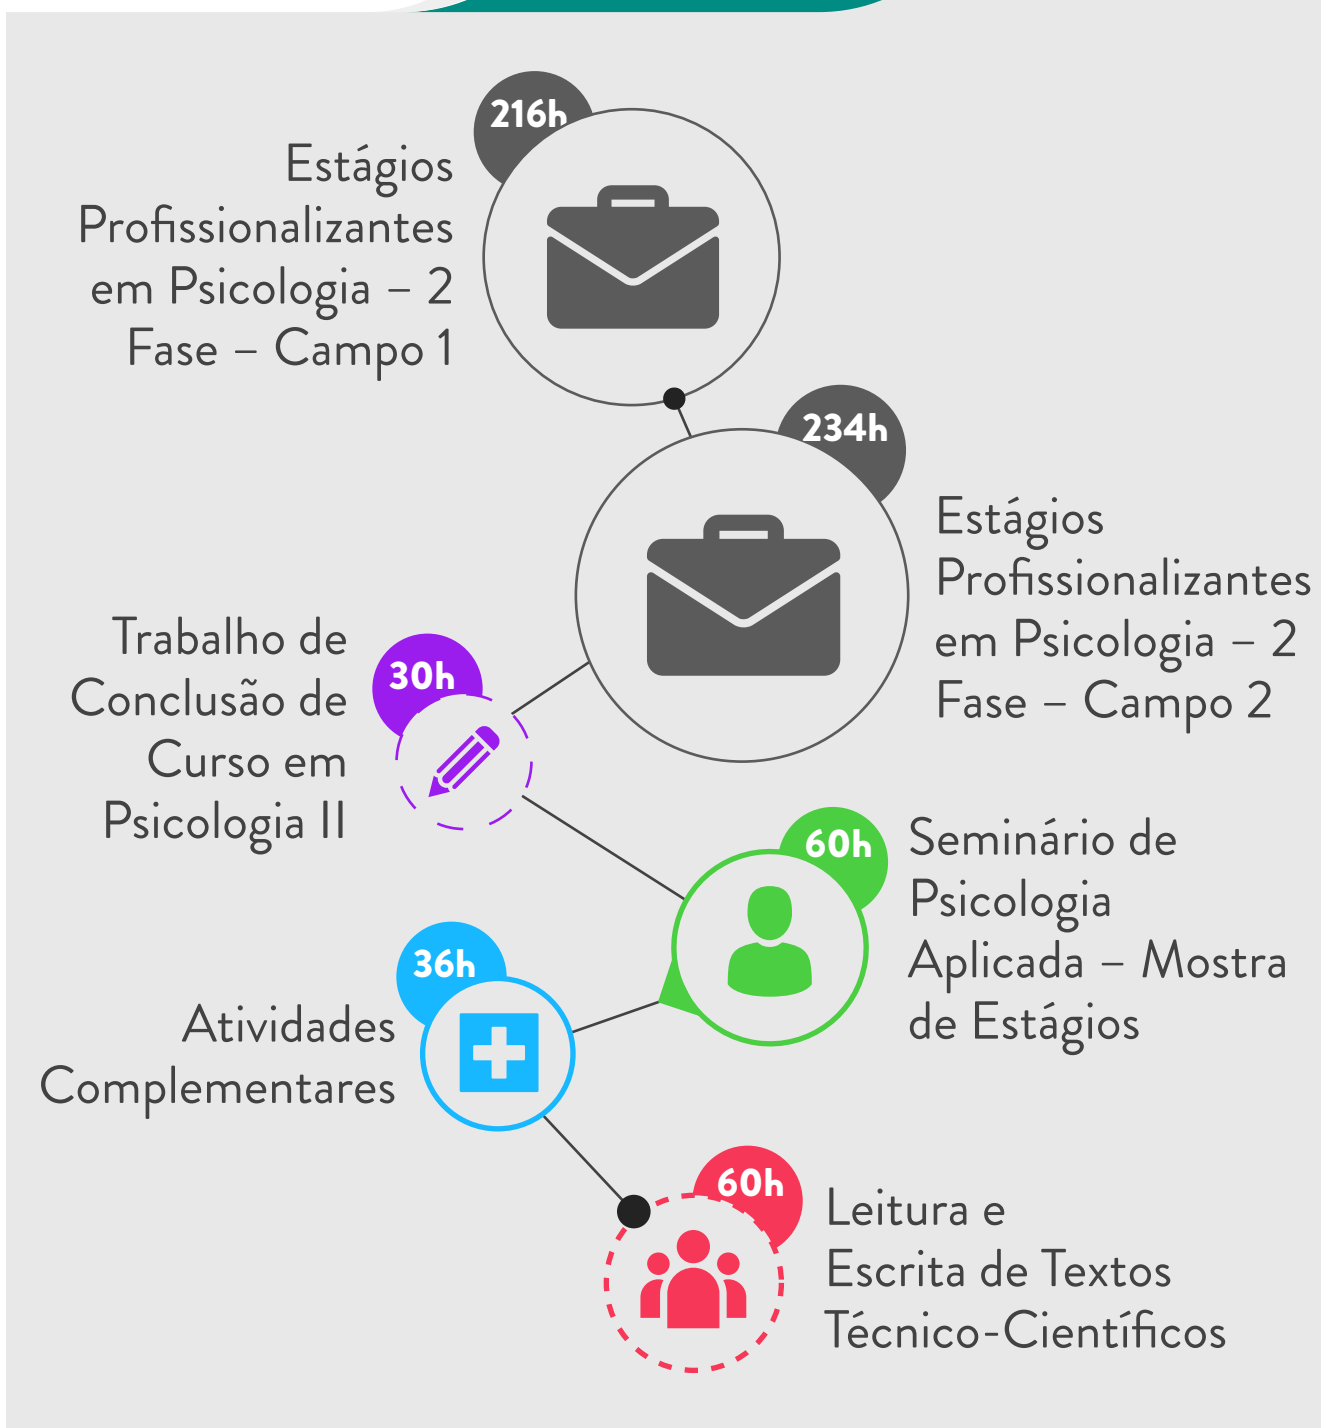 216h
Estágios
Profissionalizantes
em Psicologia – 2
Fase – Campo 1
234h
Estágios
Profissionalizantes
em Psicologia – 2
Fase – Campo 2
30h
Trabalho de
Conclusão de
Curso em
Psicologia II
60h
Seminário de
Psicologia
Aplicada – Mostra
de Estágios
36h
Atividades
Complementares
60h
Leitura e
Escrita de Textos
Técnico-Científicos